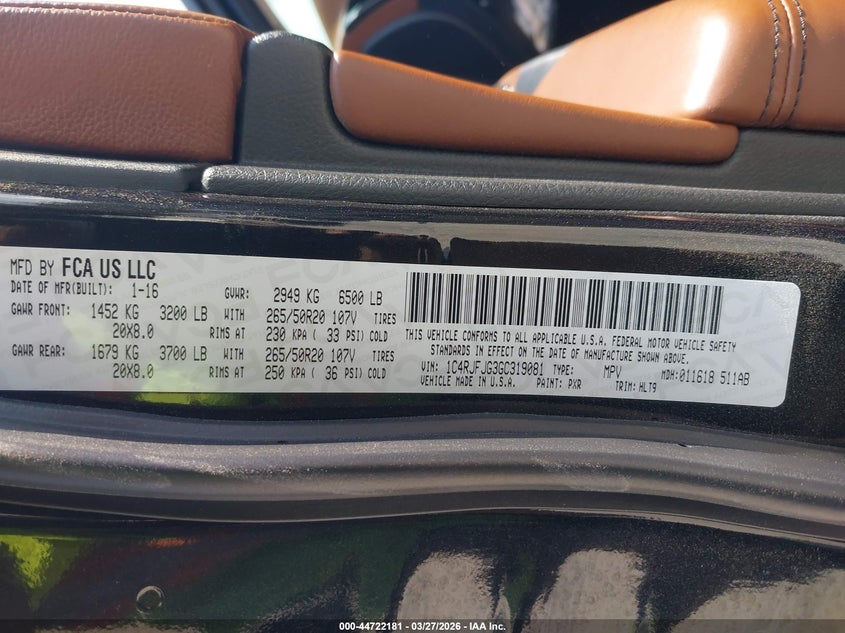 MFD BY FCA US LLC
DATE OF MFR(BUILT): 1-16 GVWR: 2949 KG 6500 LB
GAWR FRONT: 1452 KG 3200 LB WITH 265/50R20 107V TIRES
20X8.0 RIMS AT 230 KPA ( 33 PSI) COLD
GAWR REAR: 1679 KG 3700 LB WITH 265/50R20 107V TIRES
20X8.0 RIMS AT 250 KPA ( 36 PSI) COLD
THIS VEHICLE CONFORMS TO ALL APPLICABLE U.S.A. FEDERAL MOTOR VEHICLE SAFETY
STANDARDS IN EFFECT ON THE DATE OF MANUFACTURE SHOWN ABOVE.
VIN: 1C4RJFJG3GC319081 TYPE: MPV MDH: 011618 511AB
VEHICLE MADE IN U.S.A. PAINT: PXR TRIM: HLT9
000-44722181 - 03/27/2026 - IAA Inc.